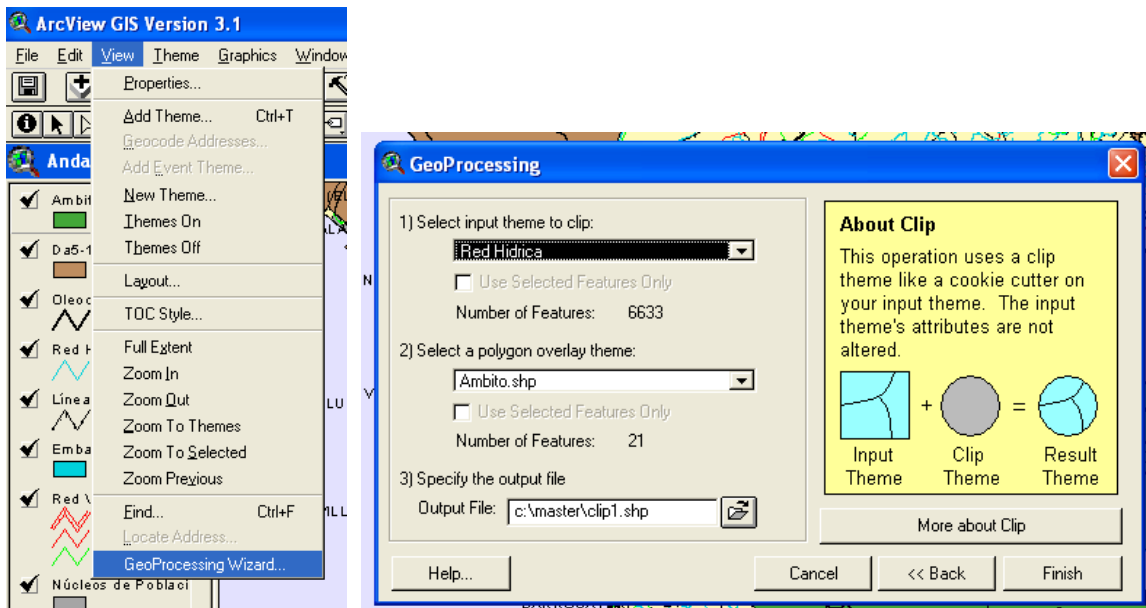 ArcView GIS Version 3.1
File Edit View Theme Graphics Window
Properties...
Add Theme... Ctrl+T
Geocode Addresses...
Add Event Theme...
New Theme...
Themes On
Themes Off
Layout...
TOC Style...
Full Extent
Zoom In
Zoom Out
Zoom To Themes
Zoom To Selected
Zoom Previous
Find... Ctrl+F
Locate Address...
GeoProcessing Wizard...
Anda
Ambit
Da5-1
Oleoc
Red H
Línea
Emba
Red V
Núcleos de Poblaci
GeoProcessing
1) Select input theme to clip:
Red Hidrica
Use Selected Features Only
Number of Features: 6633
2) Select a polygon overlay theme:
Ambito.shp
Use Selected Features Only
Number of Features: 21
3) Specify the output file
Output File: c:\master\clip1.shp
About Clip
This operation uses a clip
theme like a cookie cutter on
your input theme. The input
theme's attributes are not
altered.
+ =
Input Clip Result
Theme Theme Theme
More about Clip
Help... Cancel << Back Finish